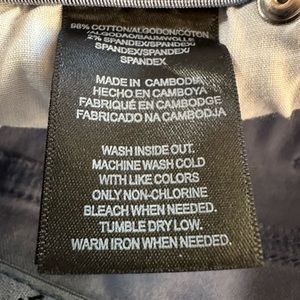 98% COTTON/ALGODON/COTON
/ALGODAO/BAUMWOLLE
2% SPANDEX/SPANDEX/
SPANDEX/SPANDEX/
SPANDEX
MADE IN CAMBODIA
HECHO EN CAMBOYA
FABRIQUÉ EN CAMBODGE
FABRICADO NA CAMBODJA
WASH INSIDE OUT.
MACHINE WASH COLD
WITH LIKE COLORS
ONLY NON-CHLORINE
BLEACH WHEN NEEDED.
TUMBLE DRY LOW.
WARM IRON WHEN NEEDED.